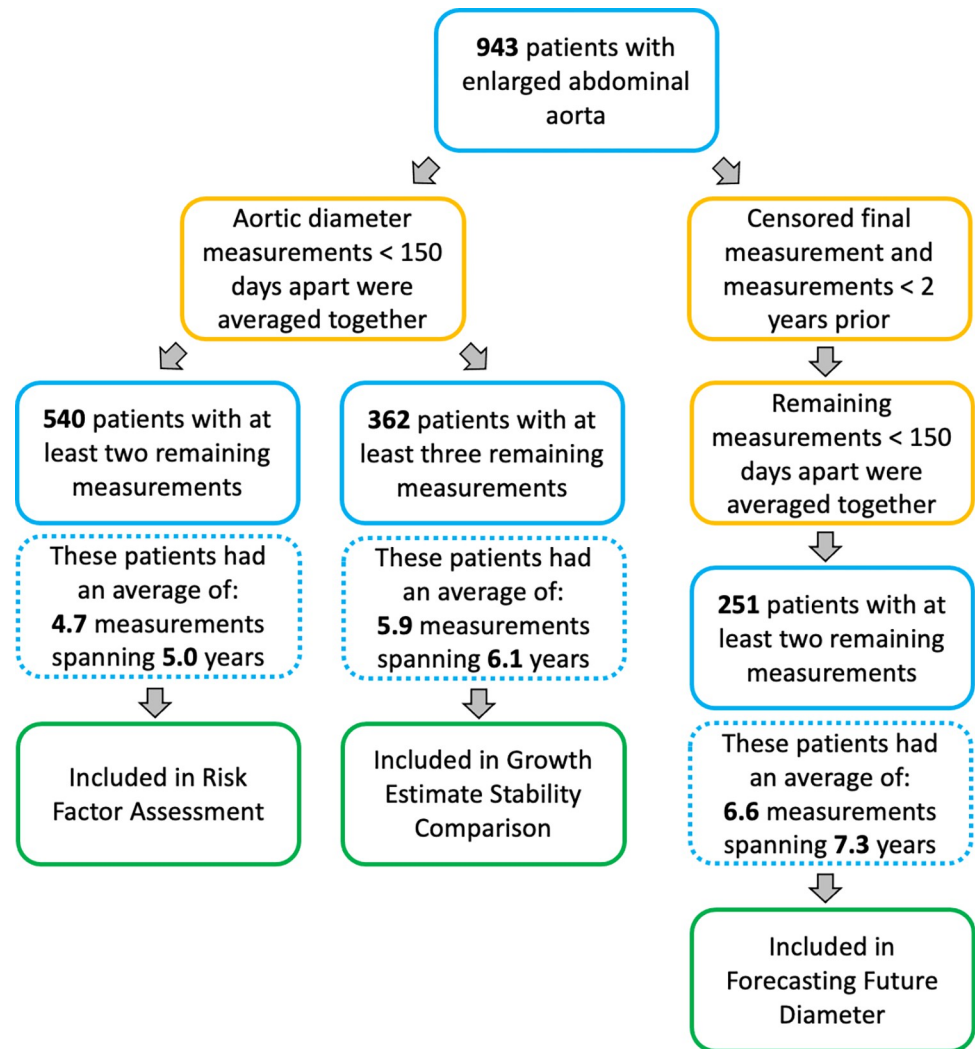 943 patients with
enlarged abdominal
aorta
Aortic diameter
measurements < 150
days apart were
averaged together
540 patients with at
least two remaining
measurements
These patients had
an average of:
4.7 measurements
spanning 5.0 years
Included in Risk
Factor Assessment
362 patients with at
least three remaining
measurements
These patients had
an average of:
5.9 measurements
spanning 6.1 years
Included in Growth
Estimate Stability
Comparison
Censored final
measurement and
measurements < 2
years prior
Remaining
measurements < 150
days apart were
averaged together
251 patients with at
least two remaining
measurements
These patients had
an average of:
6.6 measurements
spanning 7.3 years
Included in
Forecasting Future
Diameter